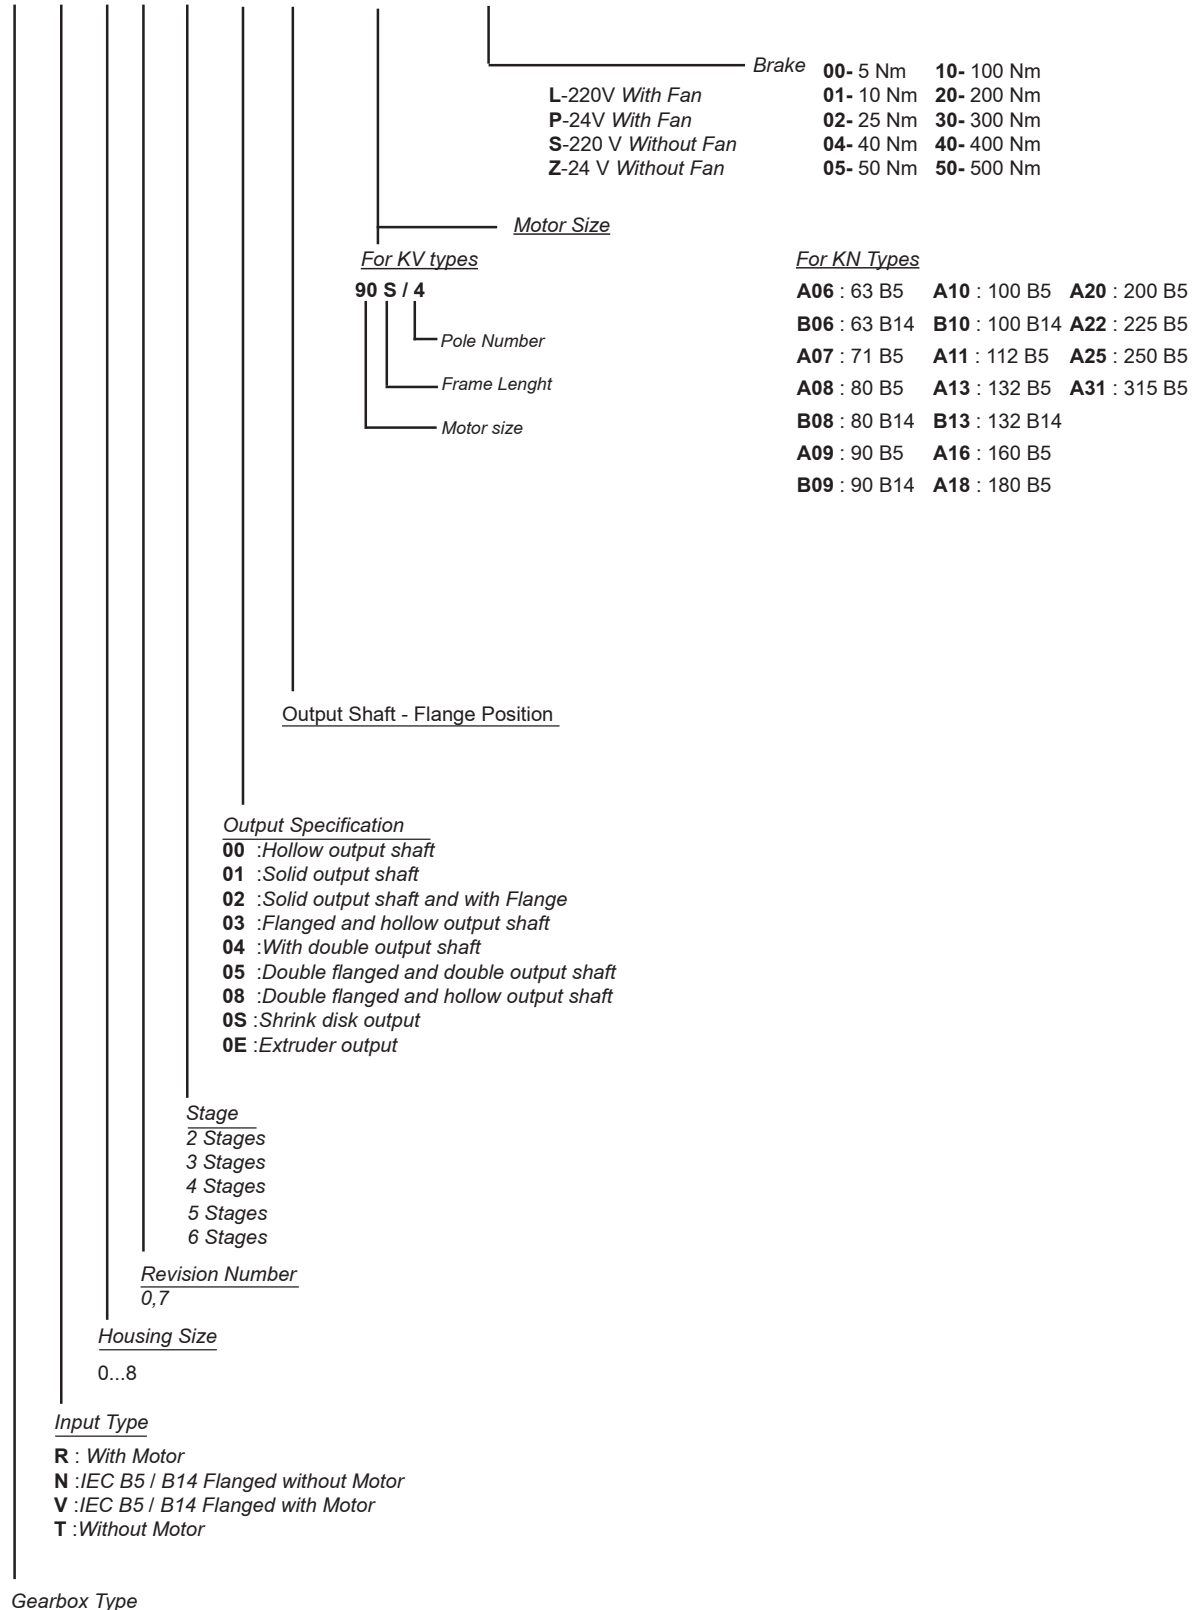 Brake 00- 5 Nm 10- 100 Nm
L-220V With Fan 01- 10 Nm 20- 200 Nm
P-24V With Fan 02- 25 Nm 30- 300 Nm
S-220 V Without Fan 04- 40 Nm 40- 400 Nm
Z-24 V Without Fan 05- 50 Nm 50- 500 Nm
Motor Size
For KV types For KN Types
90 S / 4 A06 : 63 B5 A10 : 100 B5 A20 : 200 B5
B06 : 63 B14 B10 : 100 B14 A22 : 225 B5
Pole Number A07 : 71 B5 A11 : 112 B5 A25 : 250 B5
Frame Lenght A08 : 80 B5 A13 : 132 B5 A31 : 315 B5
Motor size B08 : 80 B14 B13 : 132 B14
A09 : 90 B5 A16 : 160 B5
B09 : 90 B14 A18 : 180 B5
Output Shaft - Flange Position
Output Specification
00 :Hollow output shaft
01 :Solid output shaft
02 :Solid output shaft and with Flange
03 :Flanged and hollow output shaft
04 :With double output shaft
05 :Double flanged and double output shaft
08 :Double flanged and hollow output shaft
0S :Shrink disk output
0E :Extruder output
Stage
2 Stages
3 Stages
4 Stages
5 Stages
6 Stages
Revision Number
0,7
Housing Size
0...8
Input Type
R : With Motor
N :IEC B5 / B14 Flanged without Motor
V :IEC B5 / B14 Flanged with Motor
T :Without Motor
Gearbox Type